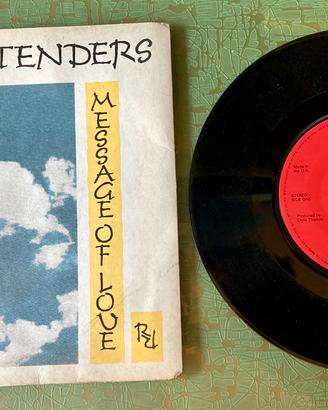 TENDERS
MESSAGE OF LOVE
Made in
the U.K.
STEREO
SIDE ONE
Produced by
Chris Thomas